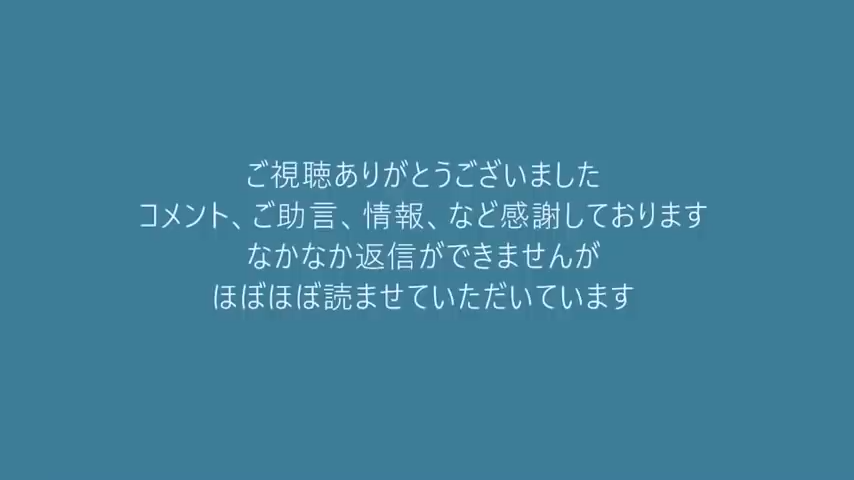 ご視聴ありがとうございました
コメント、ご助言、情報、など感謝しております
なかなか返信ができませんが
ほぼほぼ読ませていただいています